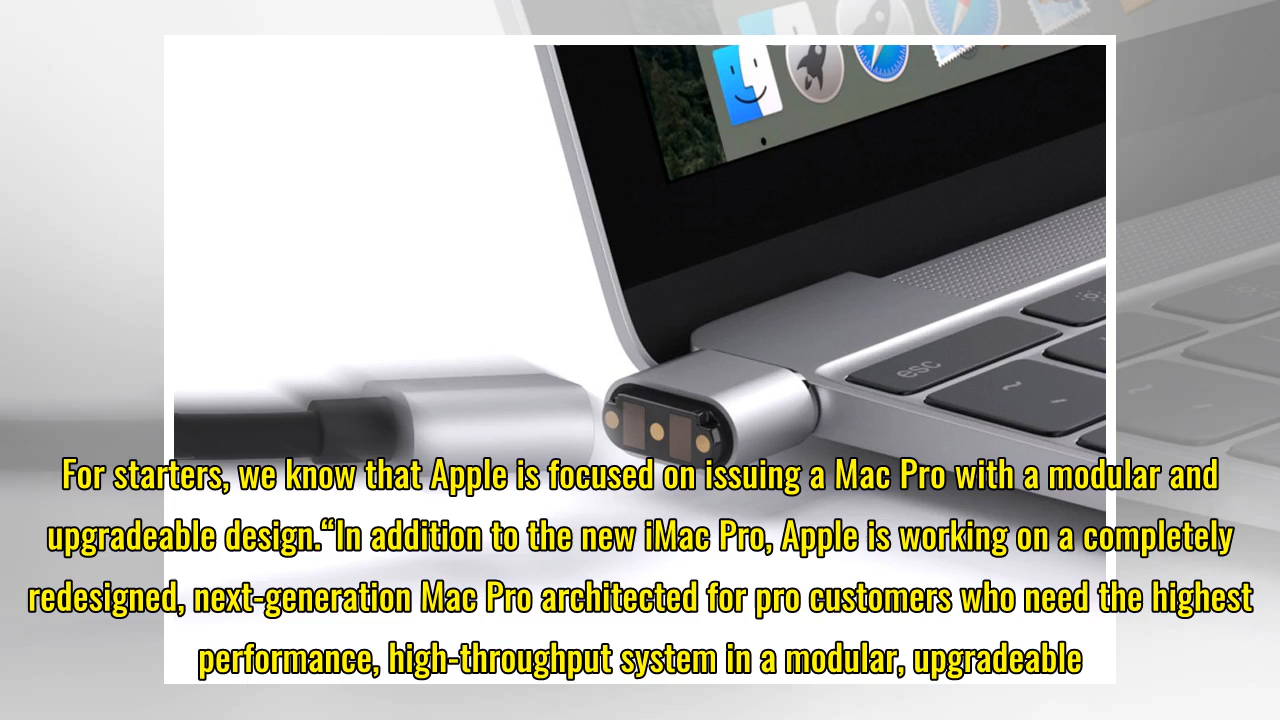 esc
~
For starters, we know that Apple is focused on issuing a Mac Pro with a modular and
upgradeable design.“In addition to the new iMac Pro, Apple is working on a completely
redesigned, next-generation Mac Pro architected for pro customers who need the highest
performance, high-throughput system in a modular, upgradeable